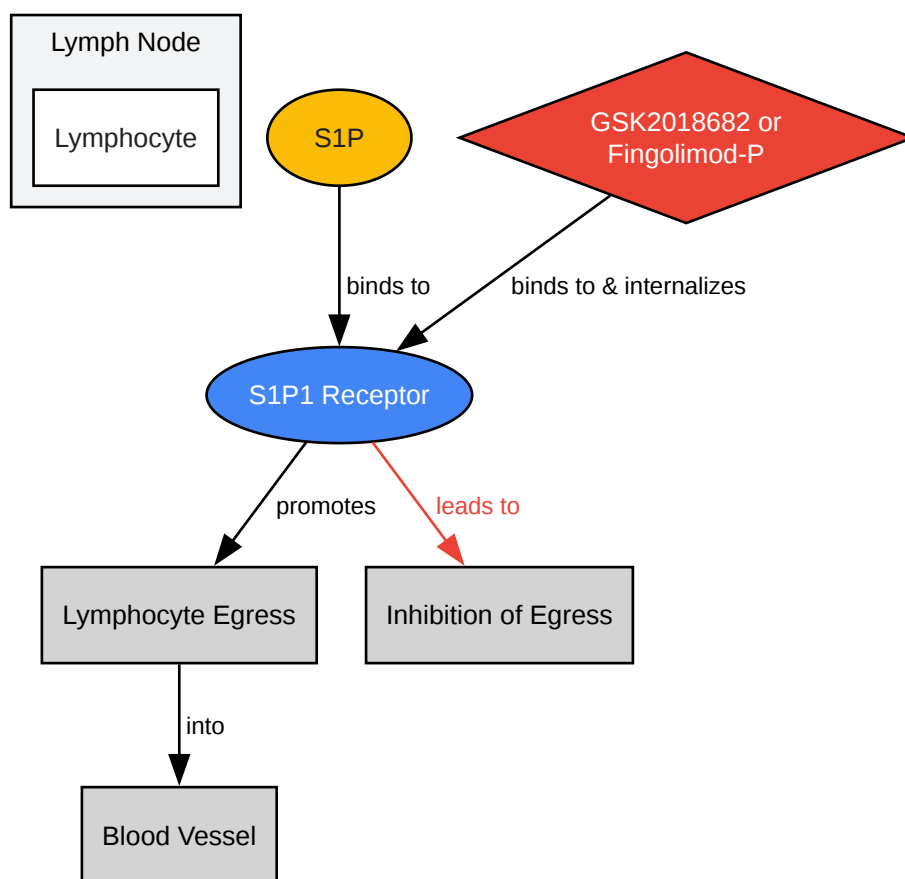 Lymph Node
Lymphocyte
S1P
GSK2018682 or
Fingolimod-P
binds to
binds to & internalizes
S1P1 Receptor
promotes
leads to
Lymphocyte Egress
Inhibition of Egress
into
Blood Vessel